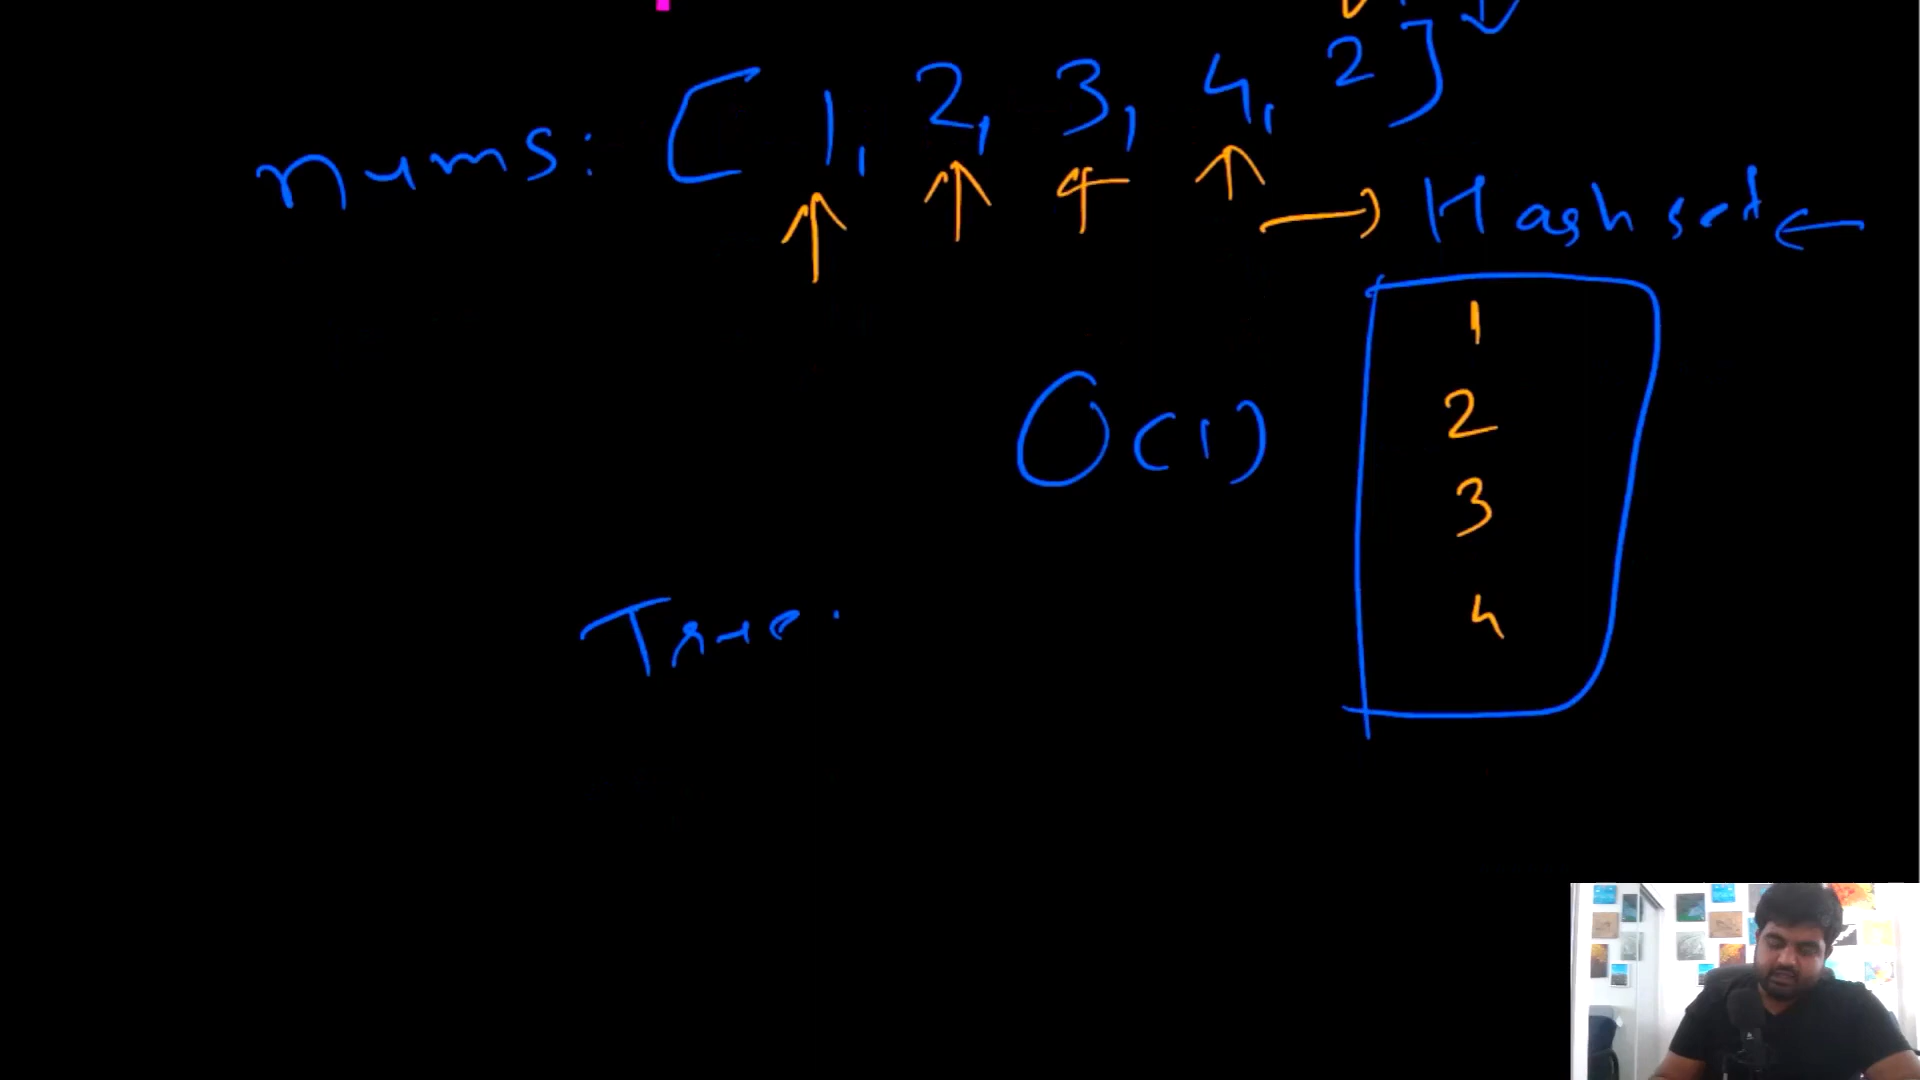 nums: [ 1, 2, 3, 4, 2 ]
Hashset
1
O(1) 2
3
True. 4